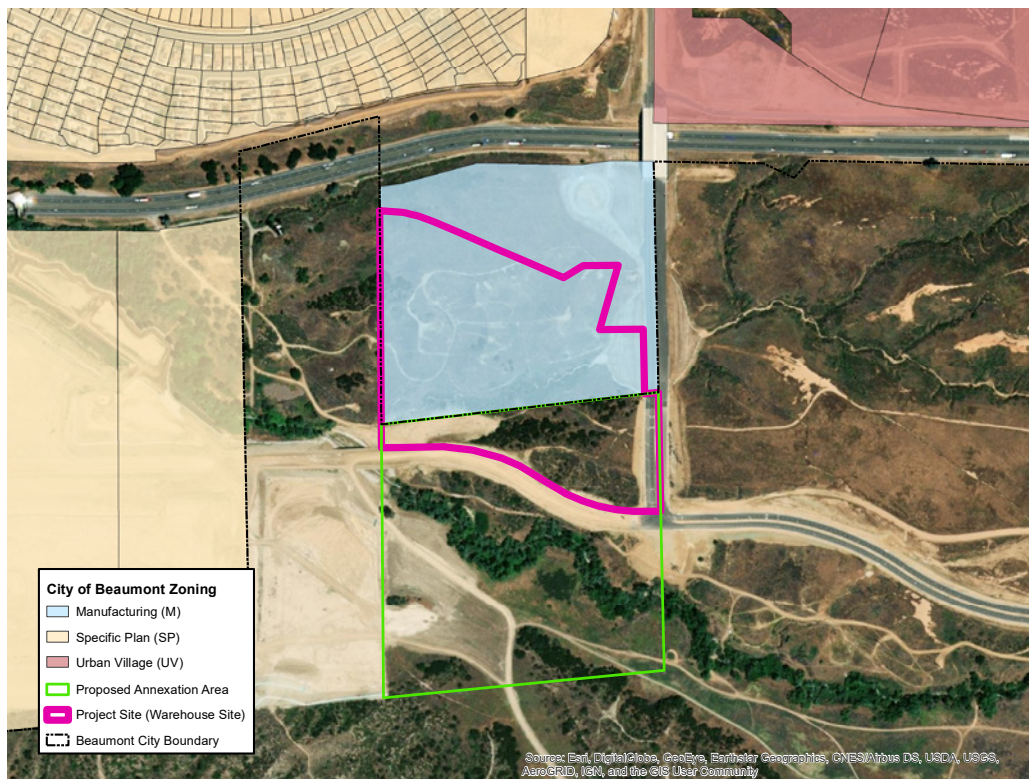 City of Beaumont Zoning
Manufacturing (M)
Specific Plan (SP)
Urban Village (UV)
Proposed Annexation Area
Project Site (Warehouse Site)
Beaumont City Boundary
Source: Esri, DigitalGlobe, GeoEye, Earthstar Geographics, CNES/Airbus DS, USDA, USGS,
AeroGRID, IGN, and the GIS User Community